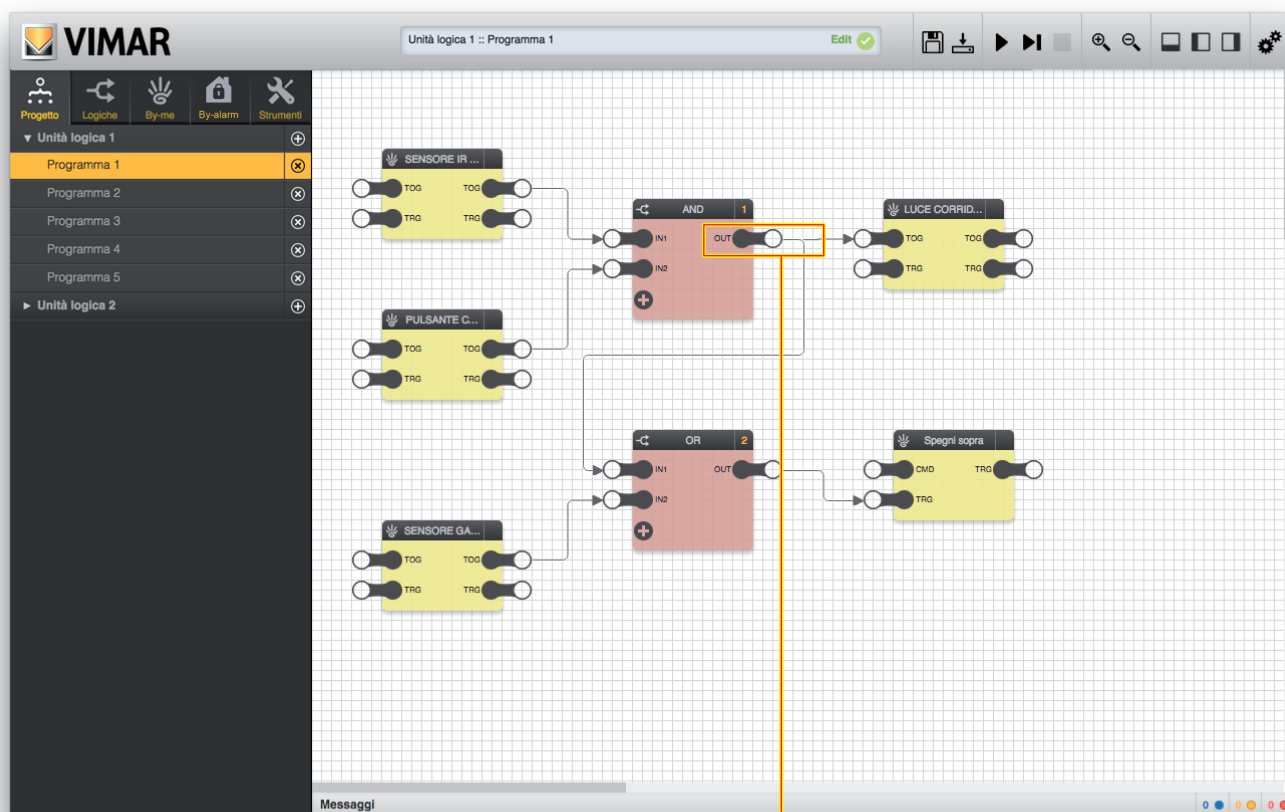 VIMAR
Unità logica 1 :: Programma 1
Edit
Progetto
Logiche
By-me
By-alarm
Strumenti
Unità logica 1
Programma 1
Programma 2
Programma 3
Programma 4
Programma 5
Unità logica 2
SENSORE IR ...
TOG TOG
TRG TRG
AND 1
IN1 OUT
IN2
LUCE CORRID...
TOG TOG
TRG TRG
PULSANTE C...
TOG TOG
TRG TRG
OR 2
IN1 OUT
IN2
Spegni sopra
CMD TRG
TRG
SENSORE GA...
TOG TOG
TRG TRG
Messaggi
0 0 0